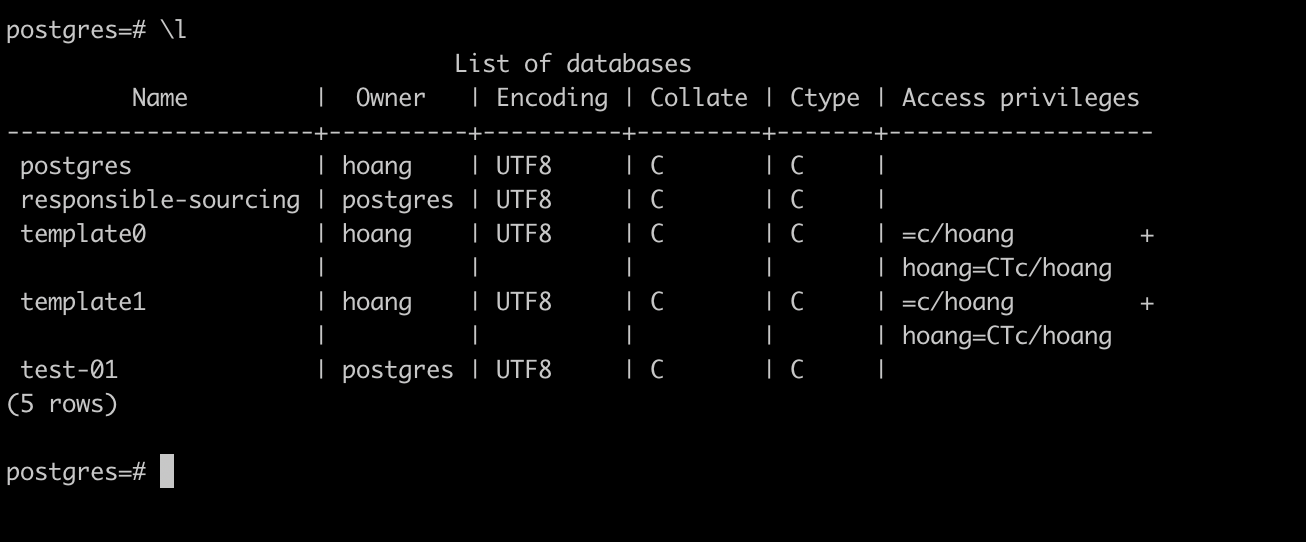 postgres=# \l
                                List of databases
         Name         |  Owner   | Encoding | Collate | Ctype | Access privileges
----------------------+----------+----------+---------+-------+-------------------
 postgres             | hoang    | UTF8     | C       | C     |
 responsible-sourcing | postgres | UTF8     | C       | C     |
 template0            | hoang    | UTF8     | C       | C     | =c/hoang         +
                      |          |          |         |       | hoang=CTc/hoang
 template1            | hoang    | UTF8     | C       | C     | =c/hoang         +
                      |          |          |         |       | hoang=CTc/hoang
 test-01              | postgres | UTF8     | C       | C     |
(5 rows)

postgres=#